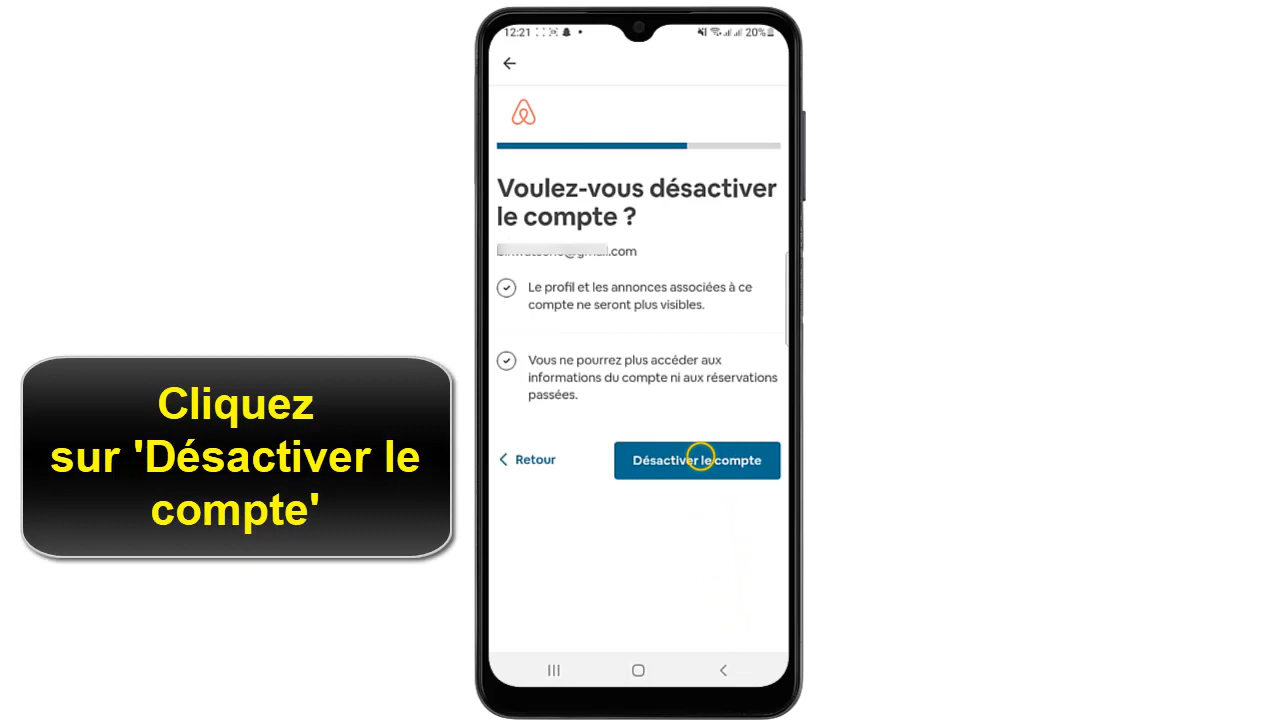 12:21
20%
Voulez-vous désactiver
le compte ?
.com
Le profil et les annonces associées à ce
compte ne seront plus visibles.
Vous ne pourrez plus accéder aux
informations du compte ni aux réservations
passées.
Retour
Désactiver le compte
Cliquez
sur 'Désactiver le
compte'